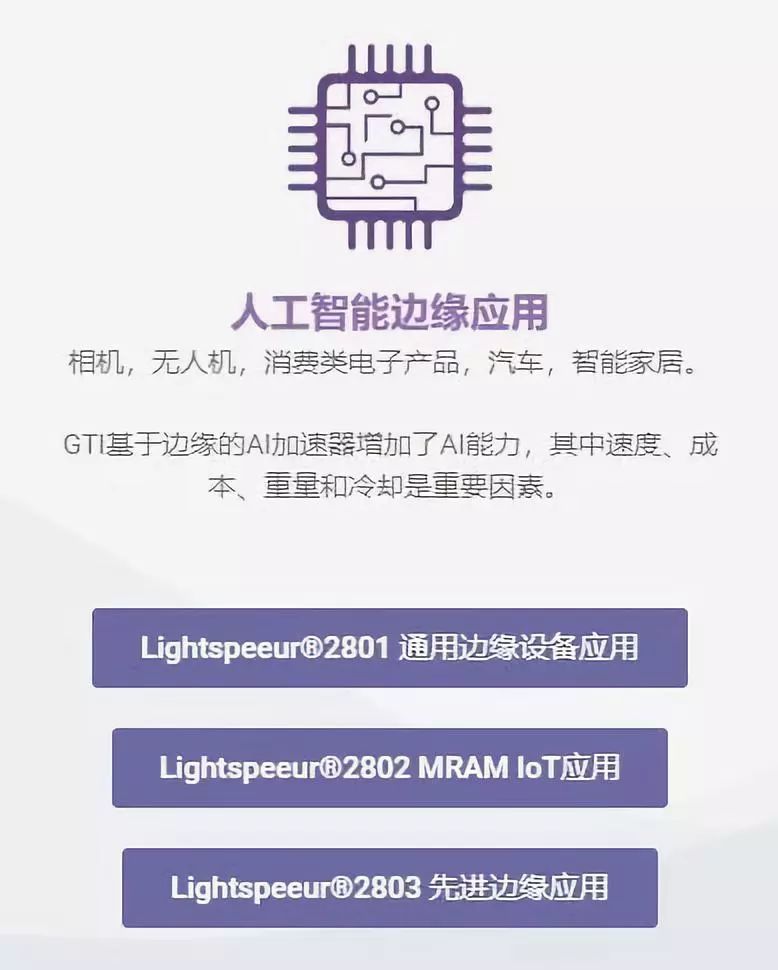 人工智能边缘应用
相机，无人机，消费类电子产品，汽车，智能家居。
GTI基于边缘的AI加速器增加了AI能力，其中速度、成
本、重量和冷却是重要因素。
Lightspeeur®2801 通用边缘设备应用
Lightspeeur®2802 MRAM IoT应用
Lightspeeur®2803 先进边缘应用